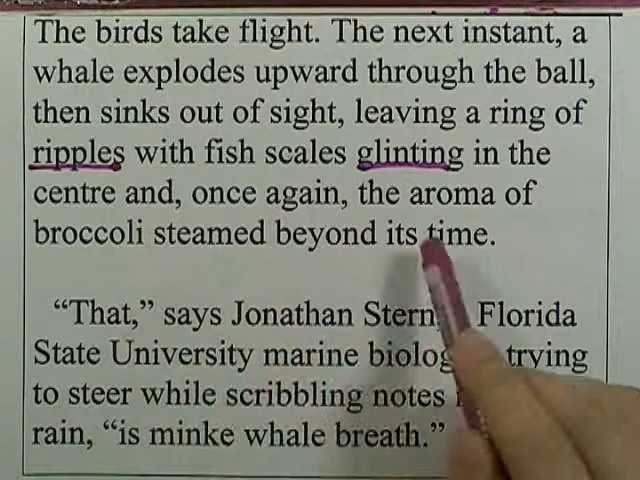 The birds take flight. The next instant, a
whale explodes upward through the ball,
then sinks out of sight, leaving a ring of
ripples with fish scales glinting in the
centre and, once again, the aroma of
broccoli steamed beyond its time.
“That,” says Jonathan Stern, Florida
State University marine biolog trying
to steer while scribbling notes
rain, “is minke whale breath.”